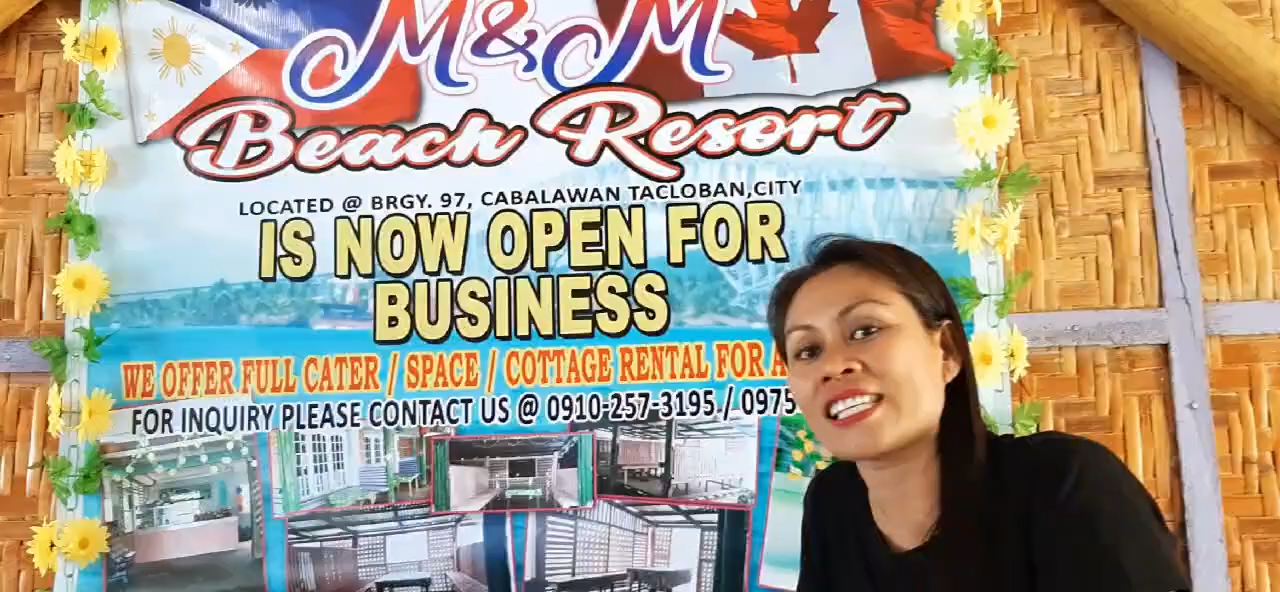 M&M
Beach Resort
LOCATED @ BRGY. 97, CABALAWAN TACLOBAN,CITY
IS NOW OPEN FOR
BUSINESS
WE OFFER FULL CATER / SPACE / COTTAGE RENTAL FOR A
FOR INQUIRY PLEASE CONTACT US @ 0910-257-3195 / 0975